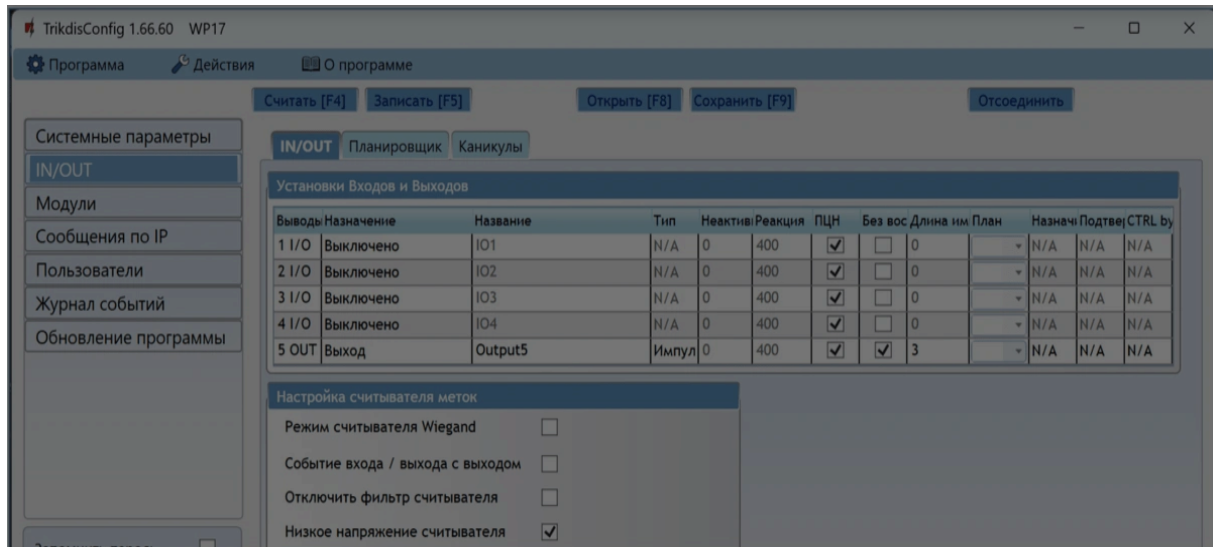 TrikdisConfig 1.66.60 WP17
Программа Действия О программе
Считать [F4] Записать [F5] Открыть [F8] Сохранить [F9] Отсоединить
Системные параметры
IN/OUT
Модули
Сообщения по IP
Пользователи
Журнал событий
Обновление программы
IN/OUT Планировщик Каникулы
Установки Входов и Выходов
Выводы Назначение Название Тип Неактив Реакция ПЦН Без вос Длина им План Назнач Подтве CTRL by
1 I/O Выключено IO1 N/A 0 400 0 N/A N/A N/A
2 I/O Выключено IO2 N/A 0 400 0 N/A N/A N/A
3 I/O Выключено IO3 N/A 0 400 0 N/A N/A N/A
4 I/O Выключено IO4 N/A 0 400 0 N/A N/A N/A
5 OUT Выход Output5 Импул 0 400 3 N/A N/A N/A
Настройка считывателя меток
Режим считывателя Wiegand
Событие входа / выхода с выходом
Отключить фильтр считывателя
Низкое напряжение считывателя